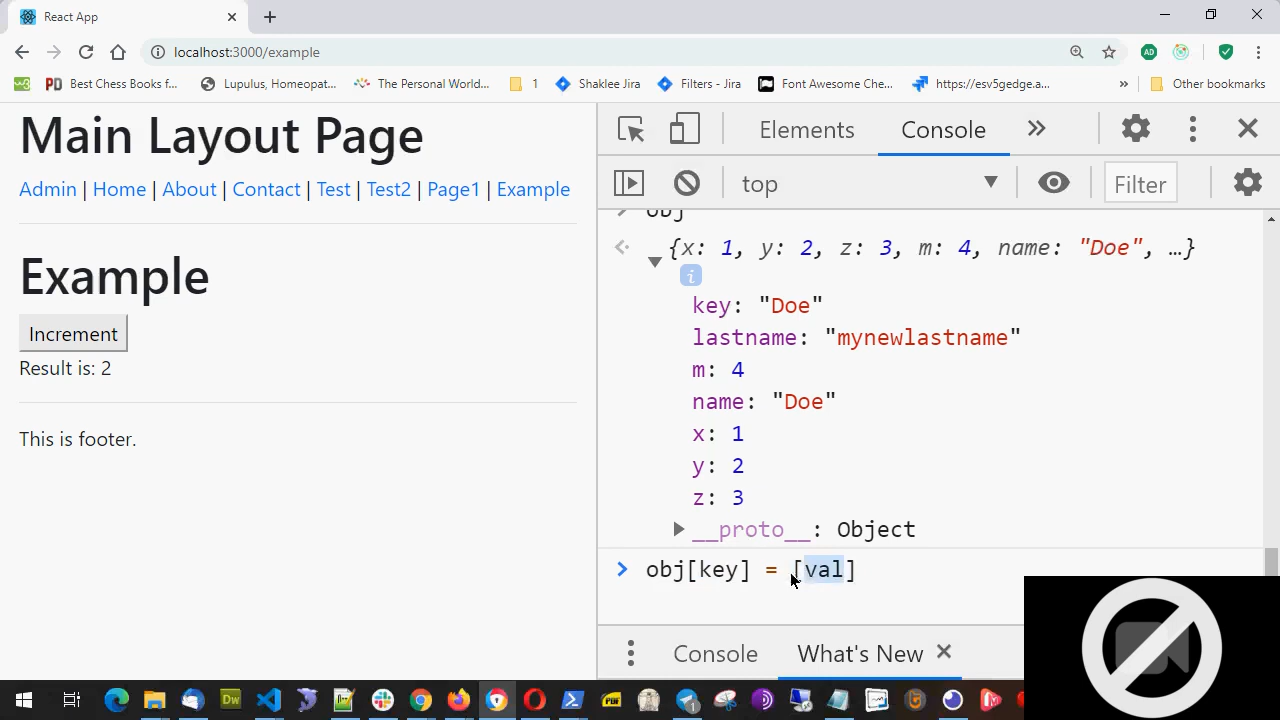 React App
localhost:3000/example
Best Chess Books f...
Lupulus, Homeopat...
The Personal World...
1
Shaklee Jira
Filters - Jira
Font Awesome Che...
https://esv5gedge.a...
»
Other bookmarks
Main Layout Page
Admin | Home | About | Contact | Test | Test2 | Page1 | Example
Example
Increment
Result is: 2
This is footer.
Elements
Console
»
top
Filter
> obj
{x: 1, y: 2, z: 3, m: 4, name: "Doe", …}
i
key: "Doe"
lastname: "mynewlastname"
m: 4
name: "Doe"
x: 1
y: 2
z: 3
__proto__: Object
> obj[key] = [val]
Console
What's New